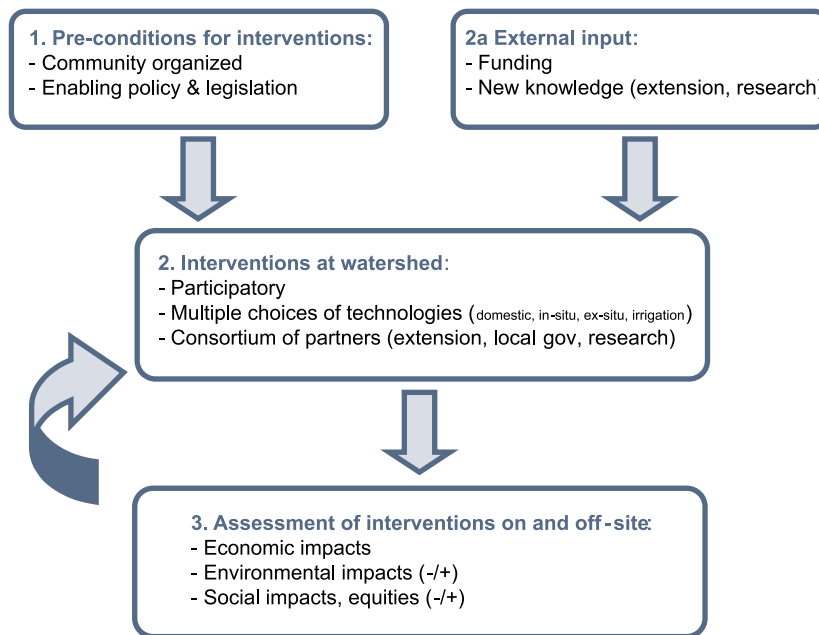 1. Pre-conditions for interventions:
- Community organized
- Enabling policy & legislation
2a External input:
- Funding
- New knowledge (extension, research)
2. Interventions at watershed:
- Participatory
- Multiple choices of technologies (domestic, in-situ, ex-situ, irrigation)
- Consortium of partners (extension, local gov, research)
3. Assessment of interventions on and off-site:
- Economic impacts
- Environmental impacts (-/+)
- Social impacts, equities (-/+)